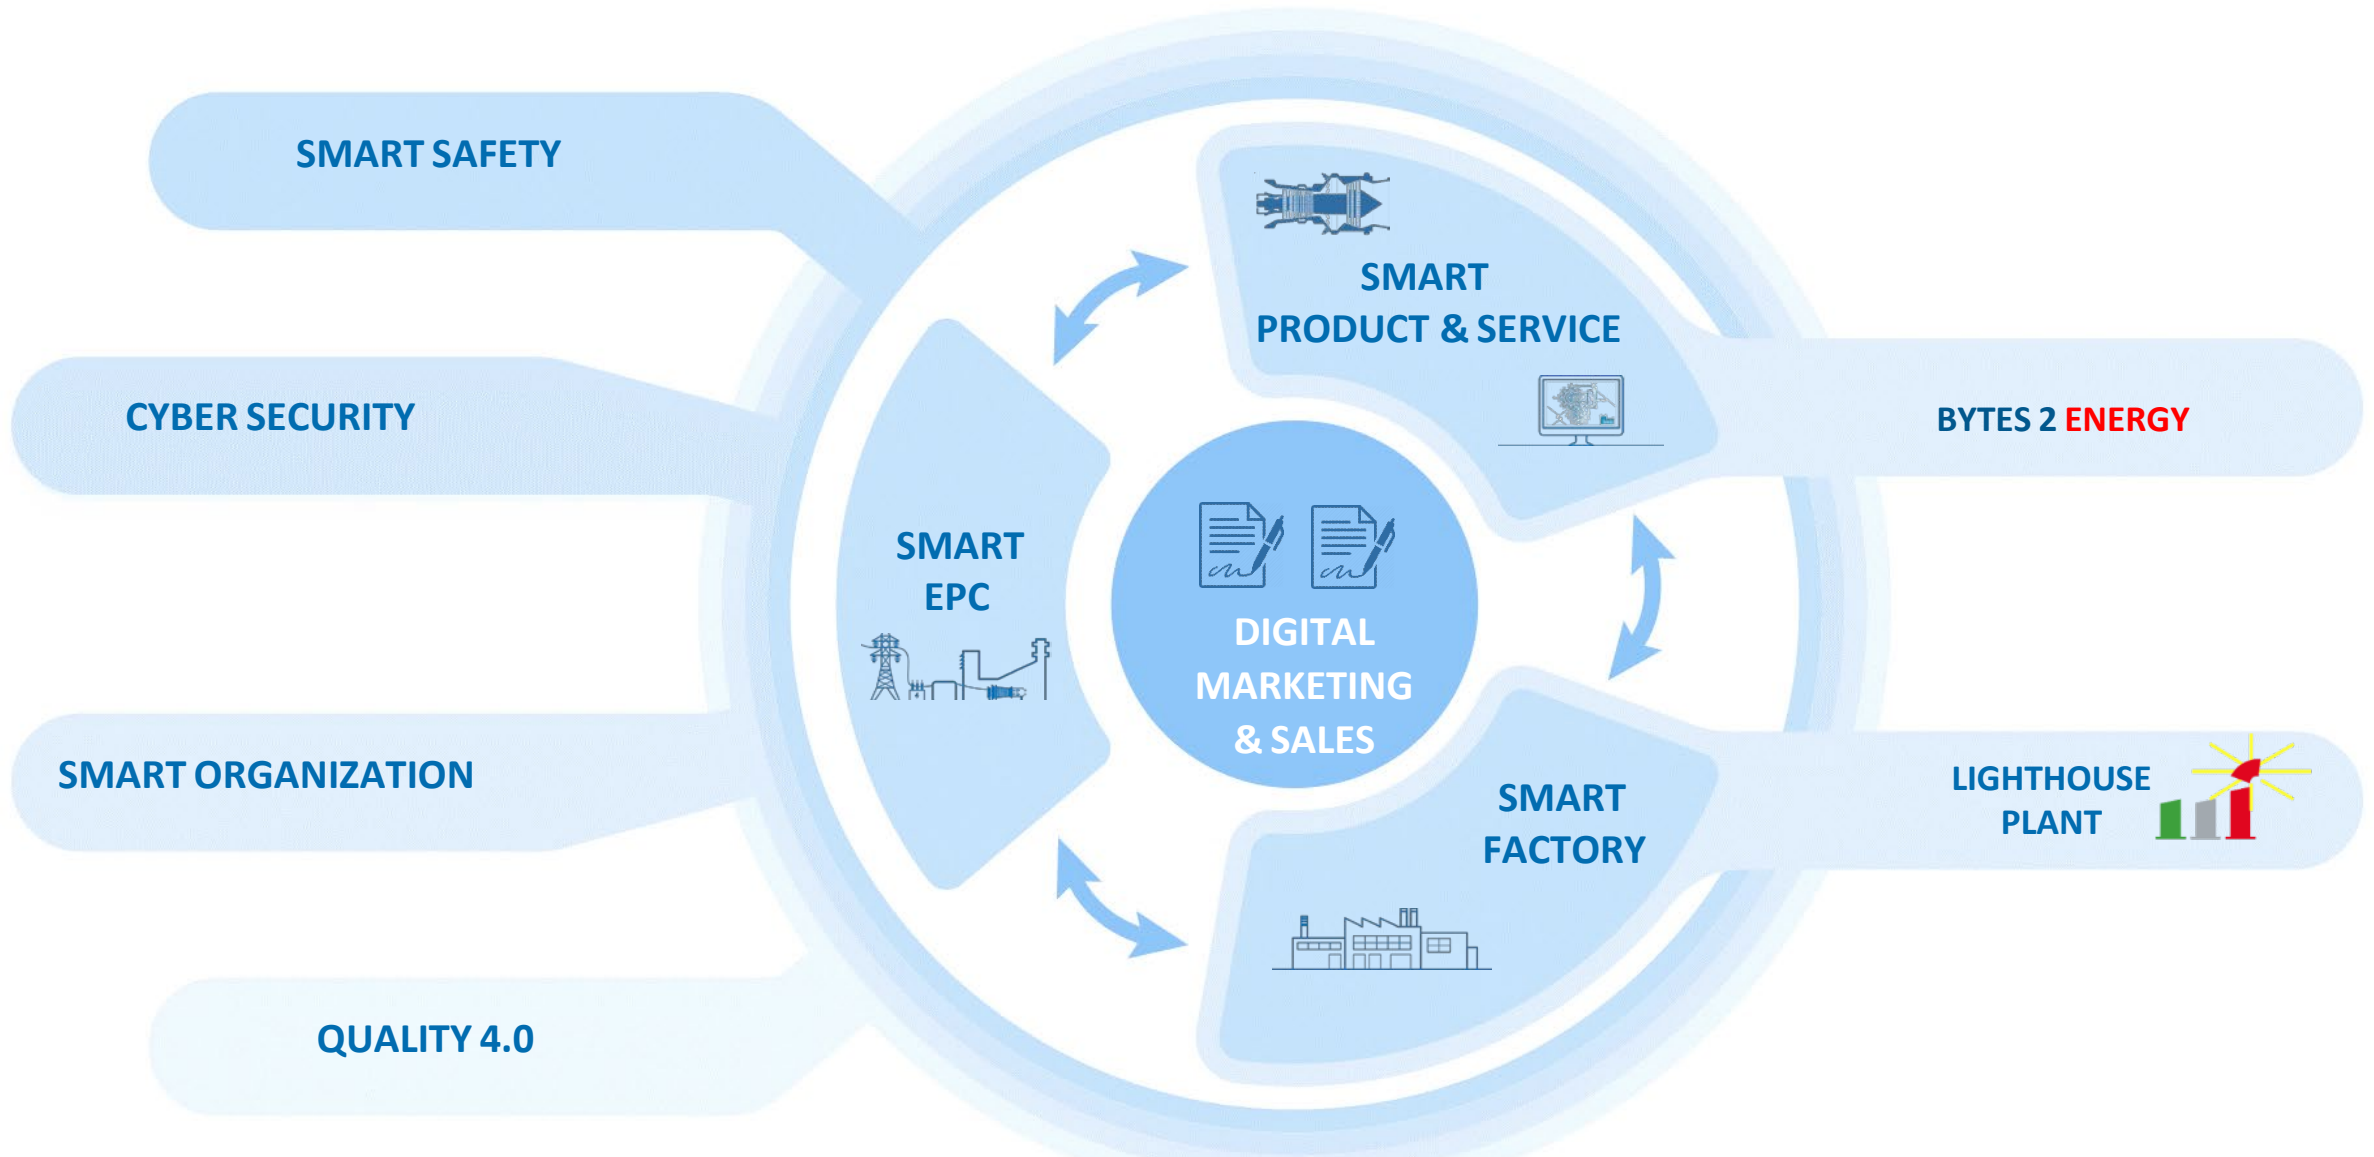 SMART SAFETY
CYBER SECURITY
SMART ORGANIZATION
QUALITY 4.0
SMART
EPC
SMART
PRODUCT & SERVICE
DIGITAL
MARKETING
& SALES
SMART
FACTORY
BYTES 2 ENERGY
LIGHTHOUSE
PLANT